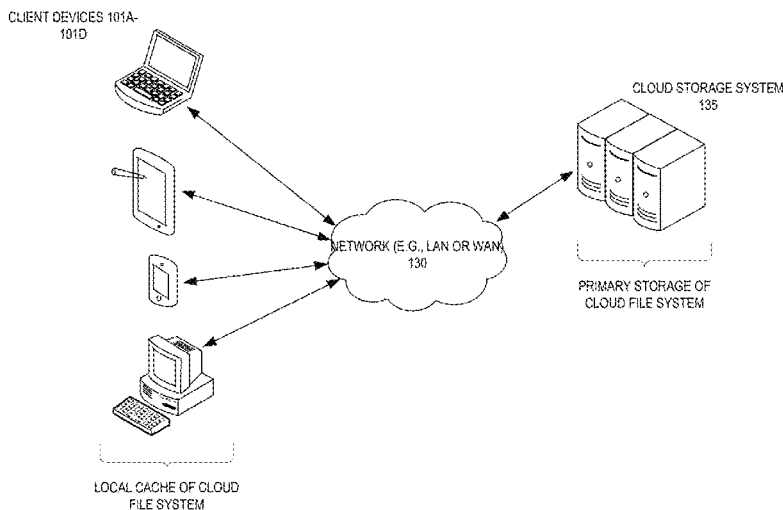 CLIENT DEVICES 101A-
101D
CLOUD STORAGE SYSTEM
135
NETWORK (E.G., LAN OR WAN)
130
PRIMARY STORAGE OF
CLOUD FILE SYSTEM
LOCAL CACHE OF CLOUD
FILE SYSTEM